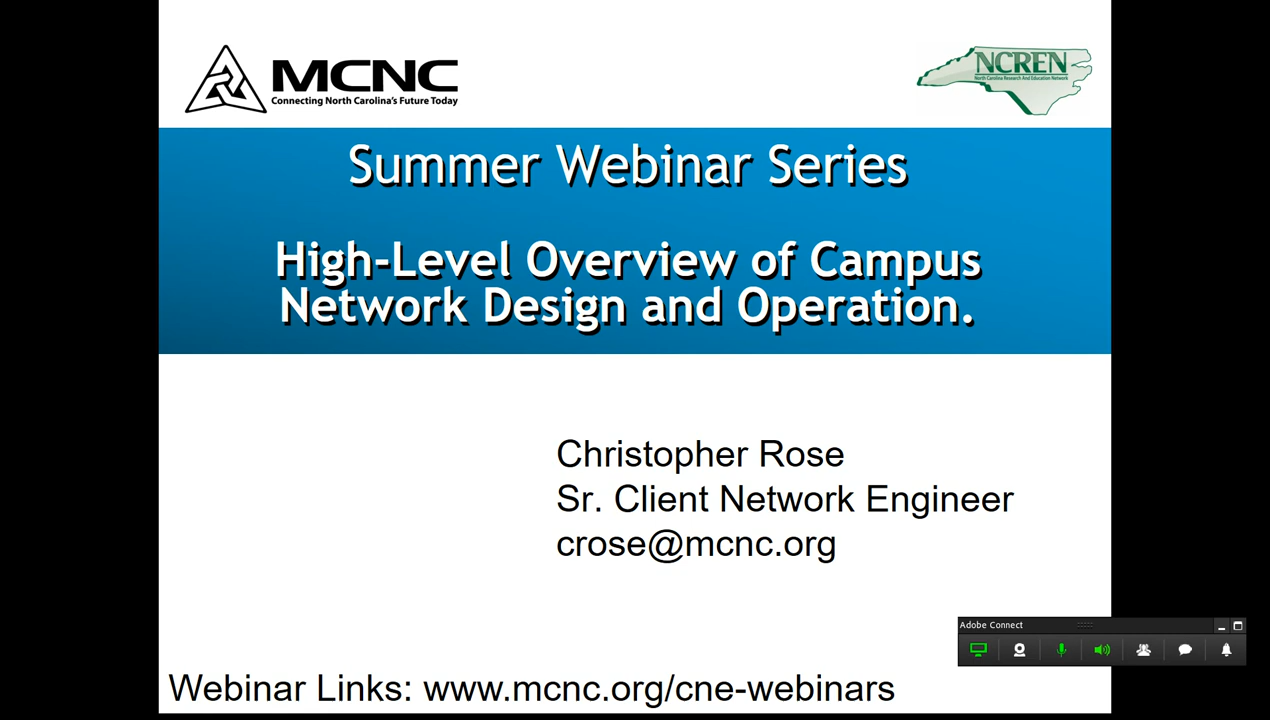 MCNC
Connecting North Carolina's Future Today
NCREN
North Carolina Research And Education Network
Summer Webinar Series
High-Level Overview of Campus
Network Design and Operation.
Christopher Rose
Sr. Client Network Engineer
crose@mcnc.org
Adobe Connect
Webinar Links: www.mcnc.org/cne-webinars